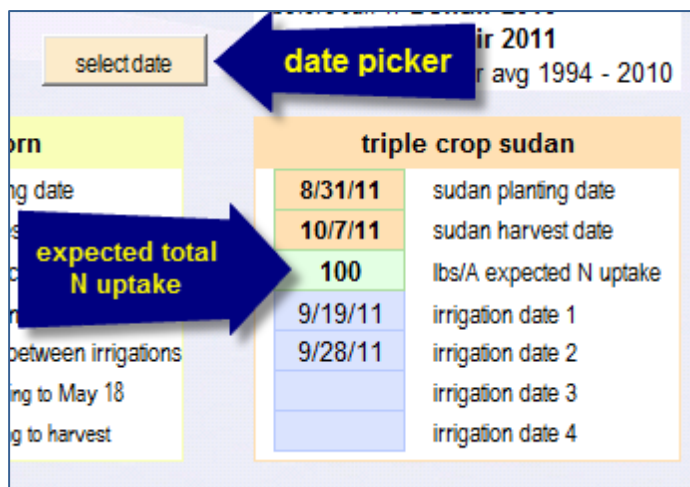 select date
date picker
ir 2011
r avg 1994 - 2010
orn
triple crop sudan
ng date
8/31/11 sudan planting date
10/7/11 sudan harvest date
expected total
N uptake
100 lbs/A expected N uptake
9/19/11 irrigation date 1
between irrigations
9/28/11 irrigation date 2
ing to May 18
irrigation date 3
g to harvest
irrigation date 4